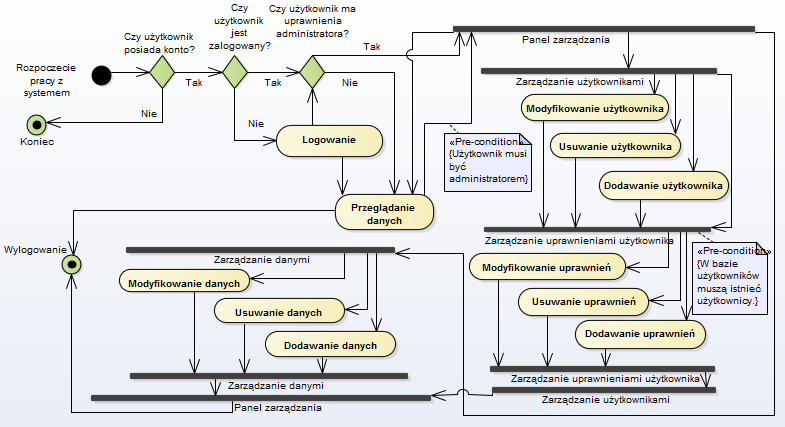 Czy użytkownik
posiada konto?
Czy
użytkownik
jest
zalogowany?
Czy użytkownik ma
uprawnienia
administratora?
Rozpoczecie
pracy z
systemem
Tak
Tak
Tak
Nie
Nie
Nie
Koniec
Logowanie
Przeglądanie
danych
Wylogowanie
Panel zarządzania
Zarządzanie użytkownikami
Modyfikowanie użytkownika
Usuwanie użytkownika
Dodawanie użytkownika
«Pre-condition»
{Użytkownik musi
być
administratorem}
Zarządzanie uprawnieniami użytkownika
«Pre-condition»
{W bazie
użytkowników
muszą istnieć
użytkownicy.}
Modyfikowanie uprawnień
Usuwanie uprawnień
Dodawanie uprawnień
Zarządzanie uprawnieniami użytkownika
Zarządzanie użytkownikami
Zarządzanie danymi
Modyfikowanie danych
Usuwanie danych
Dodawanie danych
Zarządzanie danymi
Panel zarządzania